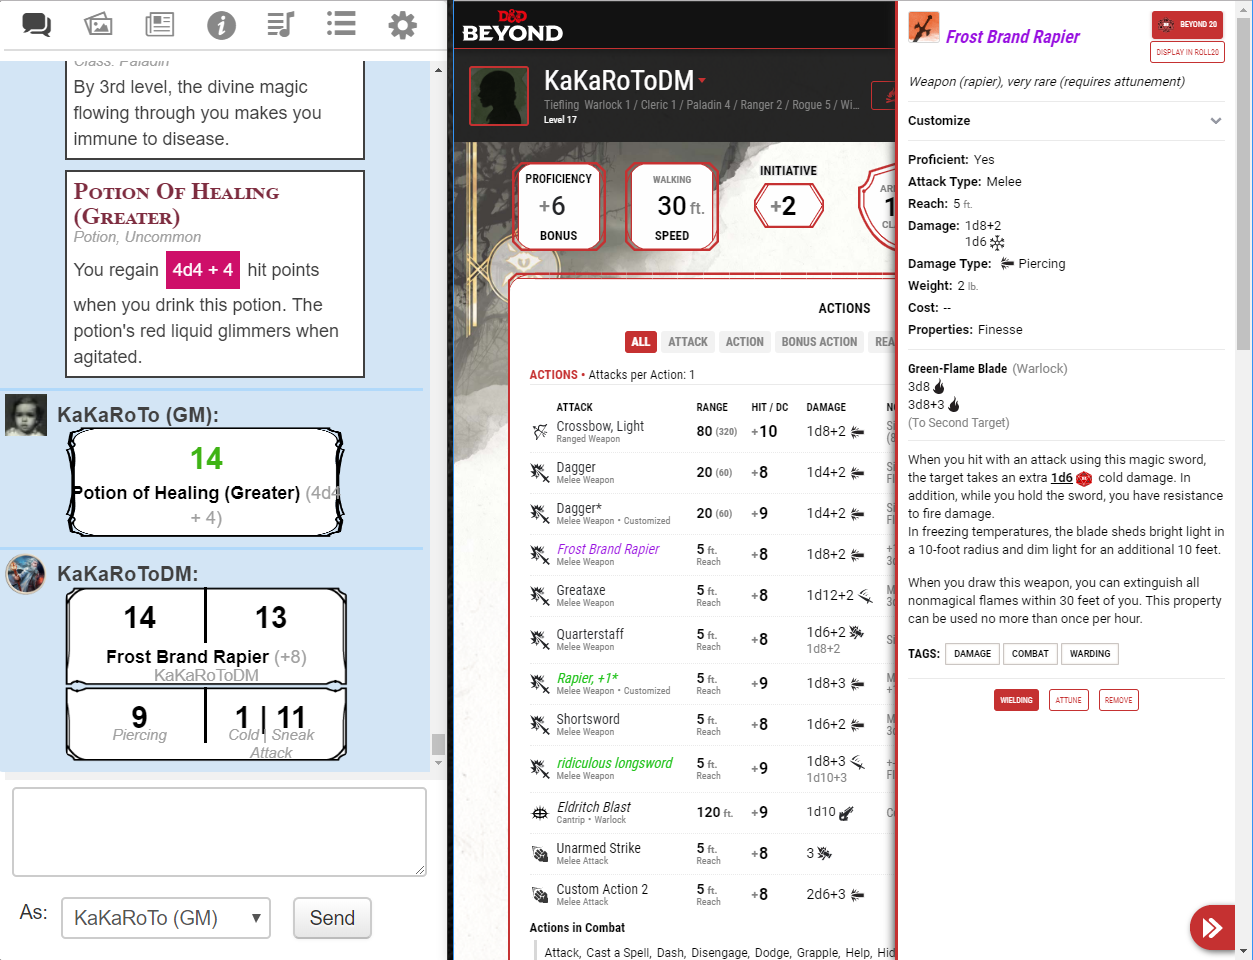 Class: Paladin
By 3rd level, the divine magic
flowing through you makes you
immune to disease.
Potion Of Healing
(Greater)
Potion, Uncommon
You regain 4d4 + 4 hit points
when you drink this potion. The
potion's red liquid glimmers when
agitated.
KaKaRoTo (GM):
14
Potion of Healing (Greater) (4d4
+ 4)
KaKaRoToDM:
14 13
Frost Brand Rapier (+8)
KaKaRoToDM
9 1 | 11
Piercing Cold | Sneak
Attack
As: KaKaRoTo (GM) Send
D&D
BEYOND
KaKaRoToDM
Tiefling Warlock 1 / Cleric 1 / Paladin 4 / Ranger 2 / Rogue 5 / Wi...
Level 17
PROFICIENCY
+6
BONUS
WALKING
30 ft.
SPEED
INITIATIVE
+2
AR
1
CL
ACTIONS
ALL ATTACK ACTION BONUS ACTION REA
ACTIONS • Attacks per Action: 1
ATTACK RANGE HIT / DC DAMAGE
Crossbow, Light 80 (320) +10 1d8+2
Ranged Weapon
Dagger 20 (60) +8 1d4+2
Melee Weapon
Dagger* 20 (60) +9 1d4+2
Melee Weapon • Customized
Frost Brand Rapier 5 ft. +8 1d8+2
Melee Weapon Reach
Greataxe 5 ft. +8 1d12+2
Melee Weapon Reach
Quarterstaff 5 ft. +8 1d6+2
Melee Weapon Reach 1d8+2
Rapier, +1* 5 ft. +9 1d8+3
Melee Weapon • Customized Reach
Shortsword 5 ft. +8 1d6+2
Melee Weapon Reach
ridiculous longsword 5 ft. +9 1d8+3
Melee Weapon Reach 1d10+3
Eldritch Blast 120 ft. +9 1d10
Cantrip • Warlock
Unarmed Strike 5 ft. +8 3
Melee Attack Reach
Custom Action 2 5 ft. +8 2d6+3
Melee Attack Reach
Actions in Combat
Attack, Cast a Spell, Dash, Disengage, Dodge, Grapple, Help, Hid
Frost Brand Rapier
BEYOND 20
DISPLAY IN ROLL20
Weapon (rapier), very rare (requires attunement)
Customize
Proficient: Yes
Attack Type: Melee
Reach: 5 ft.
Damage: 1d8+2
1d6
Damage Type: Piercing
Weight: 2 lb.
Cost: --
Properties: Finesse
Green-Flame Blade (Warlock)
3d8
3d8+3
(To Second Target)
When you hit with an attack using this magic sword,
the target takes an extra 1d6 cold damage. In
addition, while you hold the sword, you have resistance
to fire damage.
In freezing temperatures, the blade sheds bright light in
a 10-foot radius and dim light for an additional 10 feet.
When you draw this weapon, you can extinguish all
nonmagical flames within 30 feet of you. This property
can be used no more than once per hour.
TAGS: DAMAGE COMBAT WARDING
WIELDING ATTUNE REMOVE